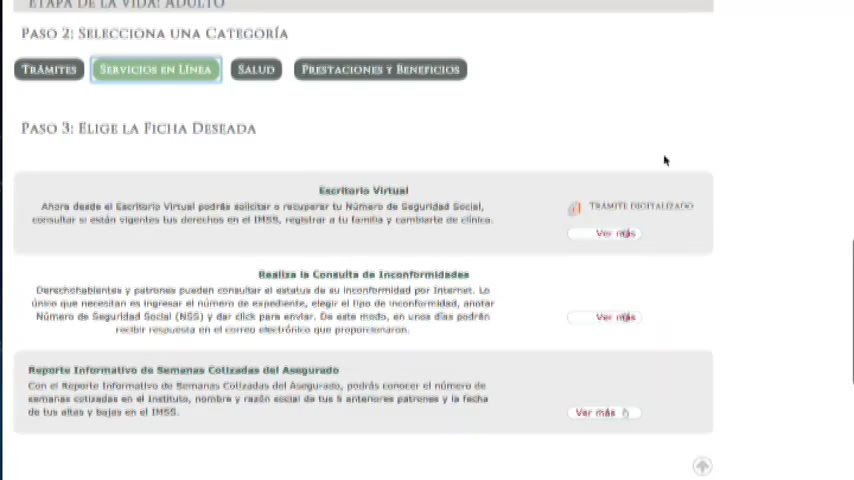 ETAPA DE LA VIDA: ADULTO
PASO 2: SELECCIONA UNA CATEGORÍA
TRÁMITES
SERVICIOS EN LÍNEA
SALUD
PRESTACIONES Y BENEFICIOS
PASO 3: ELIGE LA FICHA DESEADA
Escritorio Virtual
Ahora desde el Escritorio Virtual podrás solicitar o recuperar tu Número de Seguridad Social,
consultar si están vigentes tus derechos en el IMSS, registrar a tu familia y cambiarte de clínica.
TRÁMITE DIGITALIZADO
Ver más
Realiza la Consulta de Inconformidades
Derechohabientes y patrones pueden consultar el estatus de su inconformidad por Internet. Lo
único que necesitan es ingresar el número de expediente, elegir el tipo de inconformidad, anotar
Número de Seguridad Social (NSS) y dar click para enviar. De este modo, en unos días podrán
recibir respuesta en el correo electrónico que proporcionaron.
Ver más
Reporte Informativo de Semanas Cotizadas del Asegurado
Con el Reporte Informativo de Semanas Cotizadas del Asegurado, podrás conocer el número de
semanas cotizadas en el Instituto, nombre y razón social de tus 5 anteriores patrones y la fecha
de tus altas y bajas en el IMSS.
Ver más